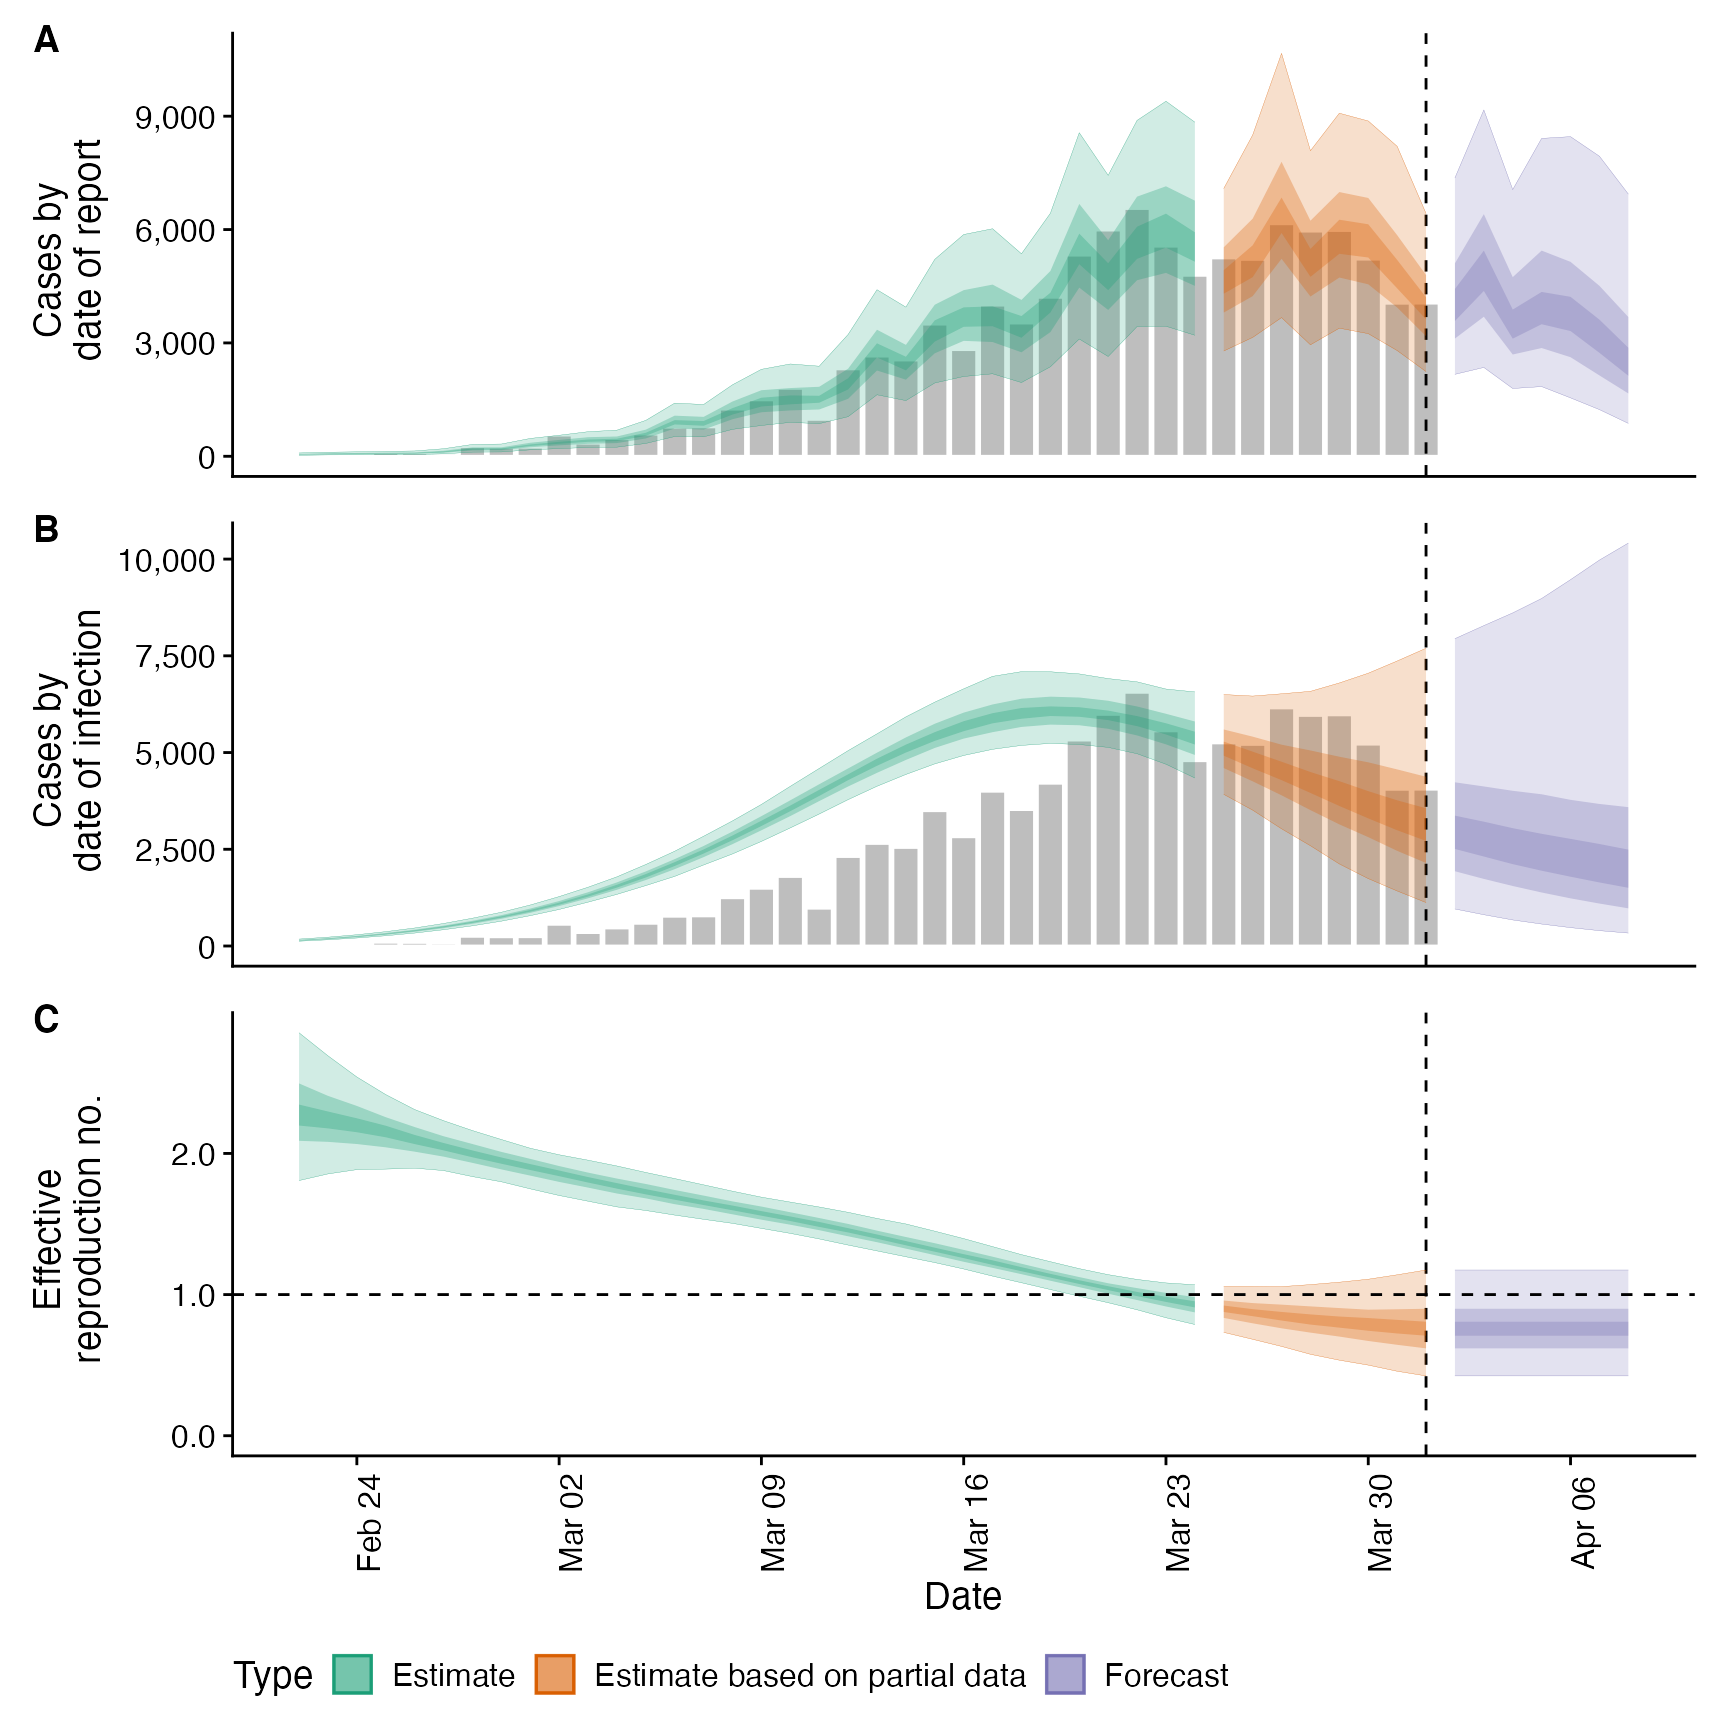 A
Cases by
date of report
9,000
6,000
3,000
0
B
Cases by
date of infection
10,000
7,500
5,000
2,500
0
C
Effective
reproduction no.
2.0
1.0
0.0
Feb 24
Mar 02
Mar 09
Mar 16
Mar 23
Mar 30
Apr 06
Date
Type Estimate Estimate based on partial data Forecast